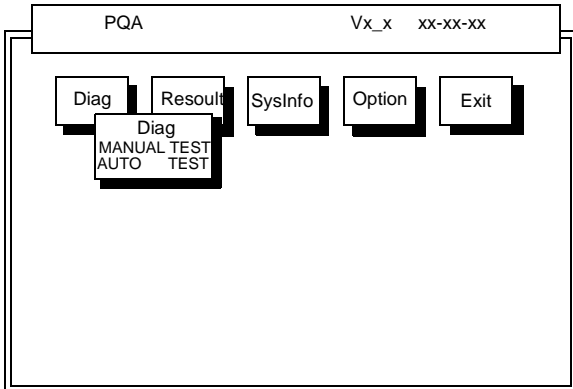 PQA Vx_x xx-xx-xx
Diag Resoult SysInfo Option Exit
Diag
MANUAL TEST
AUTO TEST